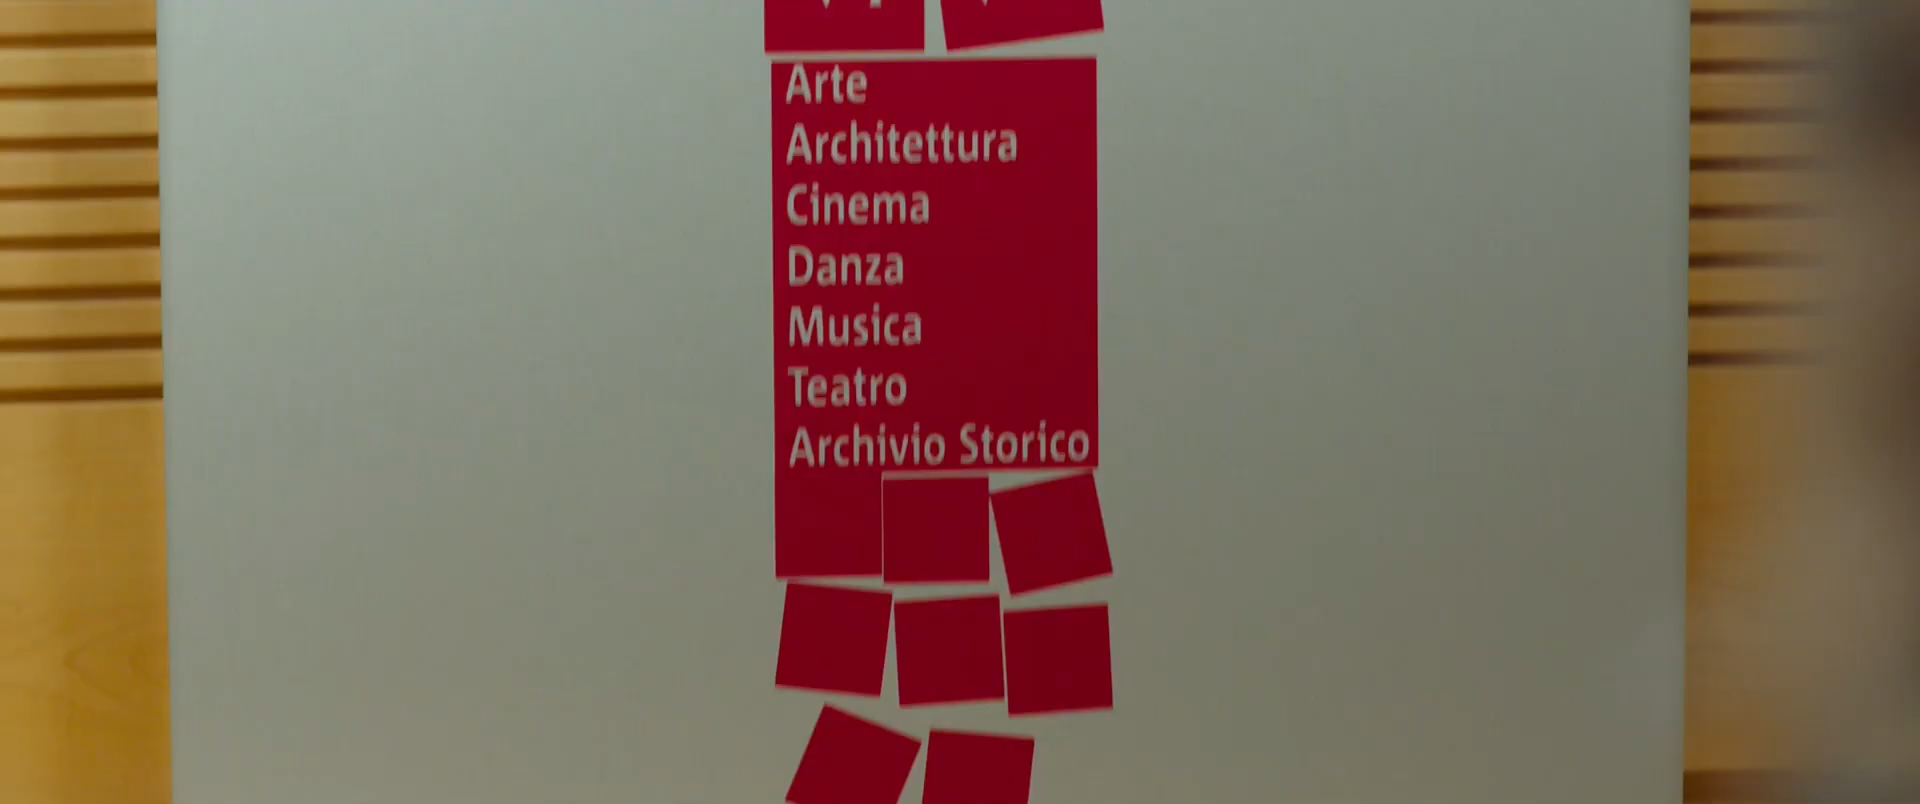 Arte
Architettura
Cinema
Danza
Musica
Teatro
Archivio Storico